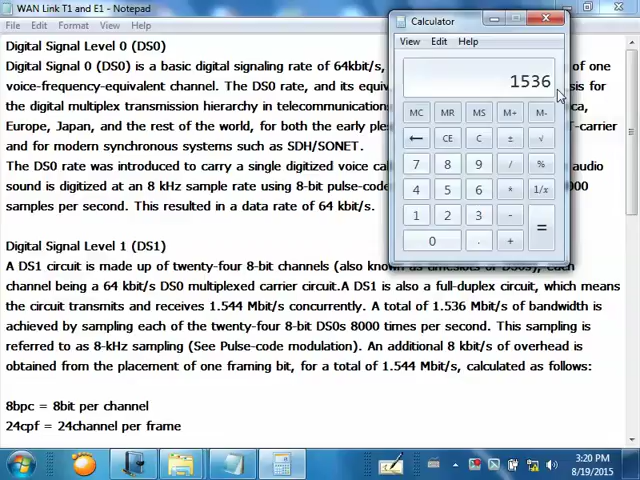 WAN Link T1 and E1 - Notepad
File Edit Format View Help
Calculator
View Edit Help
1536
MC MR MS M+ M-
← CE C ± √
7 8 9 / %
4 5 6 * 1/x
1 2 3 - =
0 . +
Digital Signal Level 0 (DS0)
Digital Signal 0 (DS0) is a basic digital signaling rate of 64kbit/s, of one
voice-frequency-equivalent channel. The DS0 rate, and its sis for
the digital multiplex transmission hierarchy in telecommunications ica,
Europe, Japan, and the rest of the world, for both the early ples T-carrier
and for modern synchronous systems such as SDH/SONET.
The DS0 rate was introduced to carry a single digitized voice call audio
sound is digitized at an 8 kHz sample rate using 8-bit pulse-code 8000
samples per second. This resulted in a data rate of 64 kbit/s.
Digital Signal Level 1 (DS1)
A DS1 circuit is made up of twenty-four 8-bit channels (also known as timeslots or DS0s), each
channel being a 64 kbit/s DS0 multiplexed carrier circuit.A DS1 is also a full-duplex circuit, which means
the circuit transmits and receives 1.544 Mbit/s concurrently. A total of 1.536 Mbit/s of bandwidth is
achieved by sampling each of the twenty-four 8-bit DS0s 8000 times per second. This sampling is
referred to as 8-kHz sampling (See Pulse-code modulation). An additional 8 kbit/s of overhead is
obtained from the placement of one framing bit, for a total of 1.544 Mbit/s, calculated as follows:
8bpc = 8bit per channel
24cpf = 24channel per frame
3:20 PM
8/19/2015